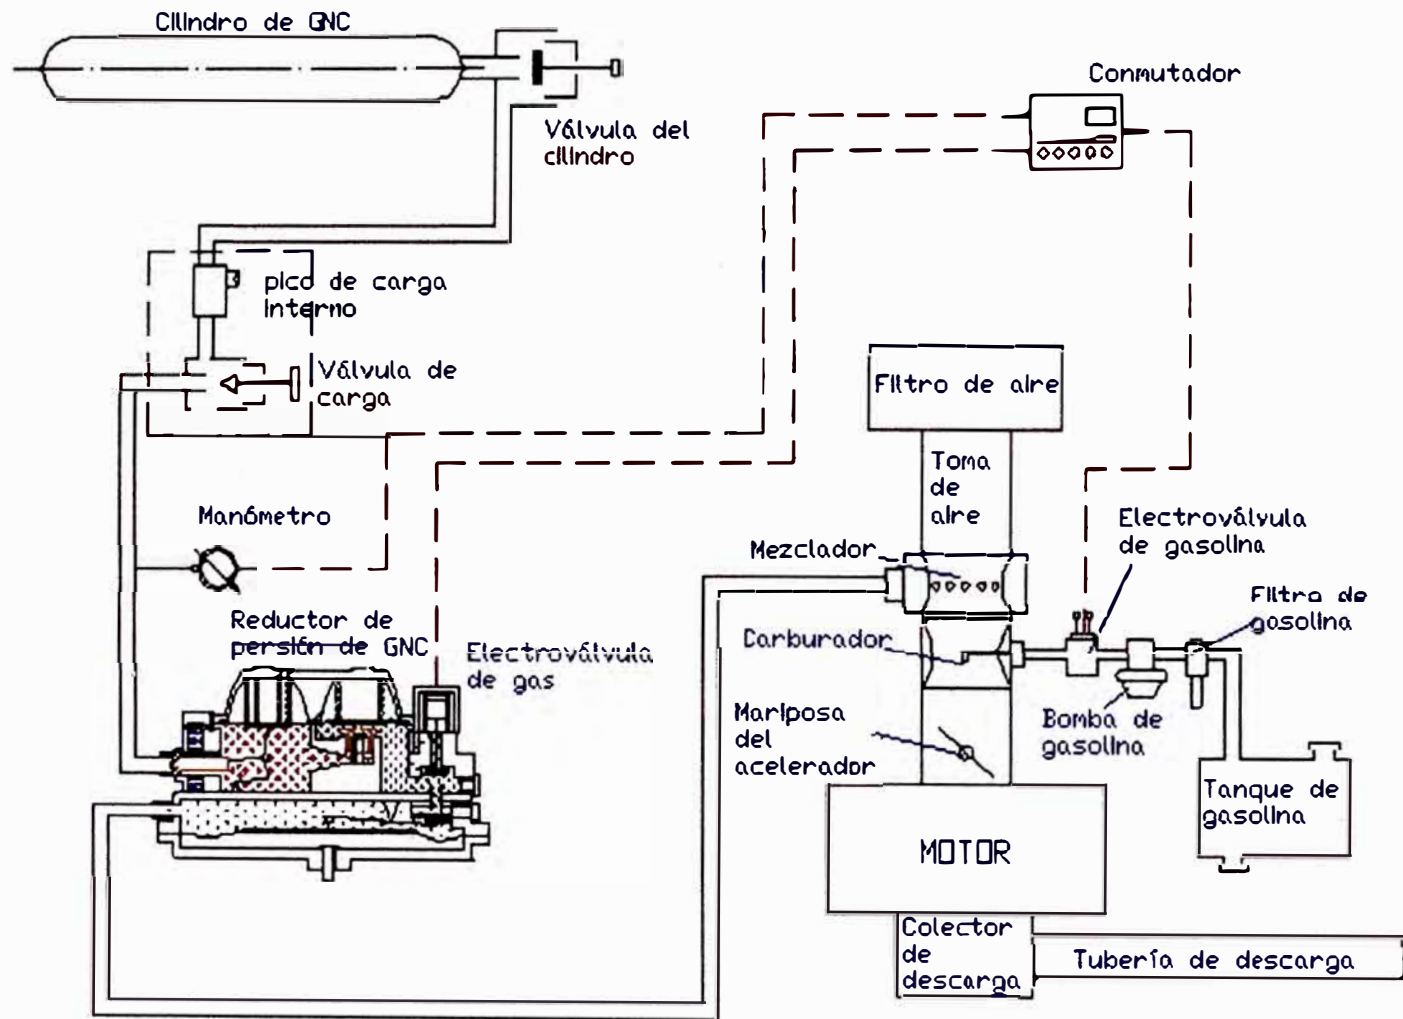 Cilindro de GNC
Conmutador
Válvula del
cilindro
pico de carga
interno
Válvula de
carga
Filtro de aire
Toma
de
aire
Manómetro
Electroválvula
de gasolina
Mezclador
Filtro de
gasolina
Reductor de
persión de GNC
Electroválvula
de gas
Carburador
Mariposa
del
acelerador
Bomba de
gasolina
Tanque de
gasolina
MOTOR
Colector
de
descarga
Tubería de descarga